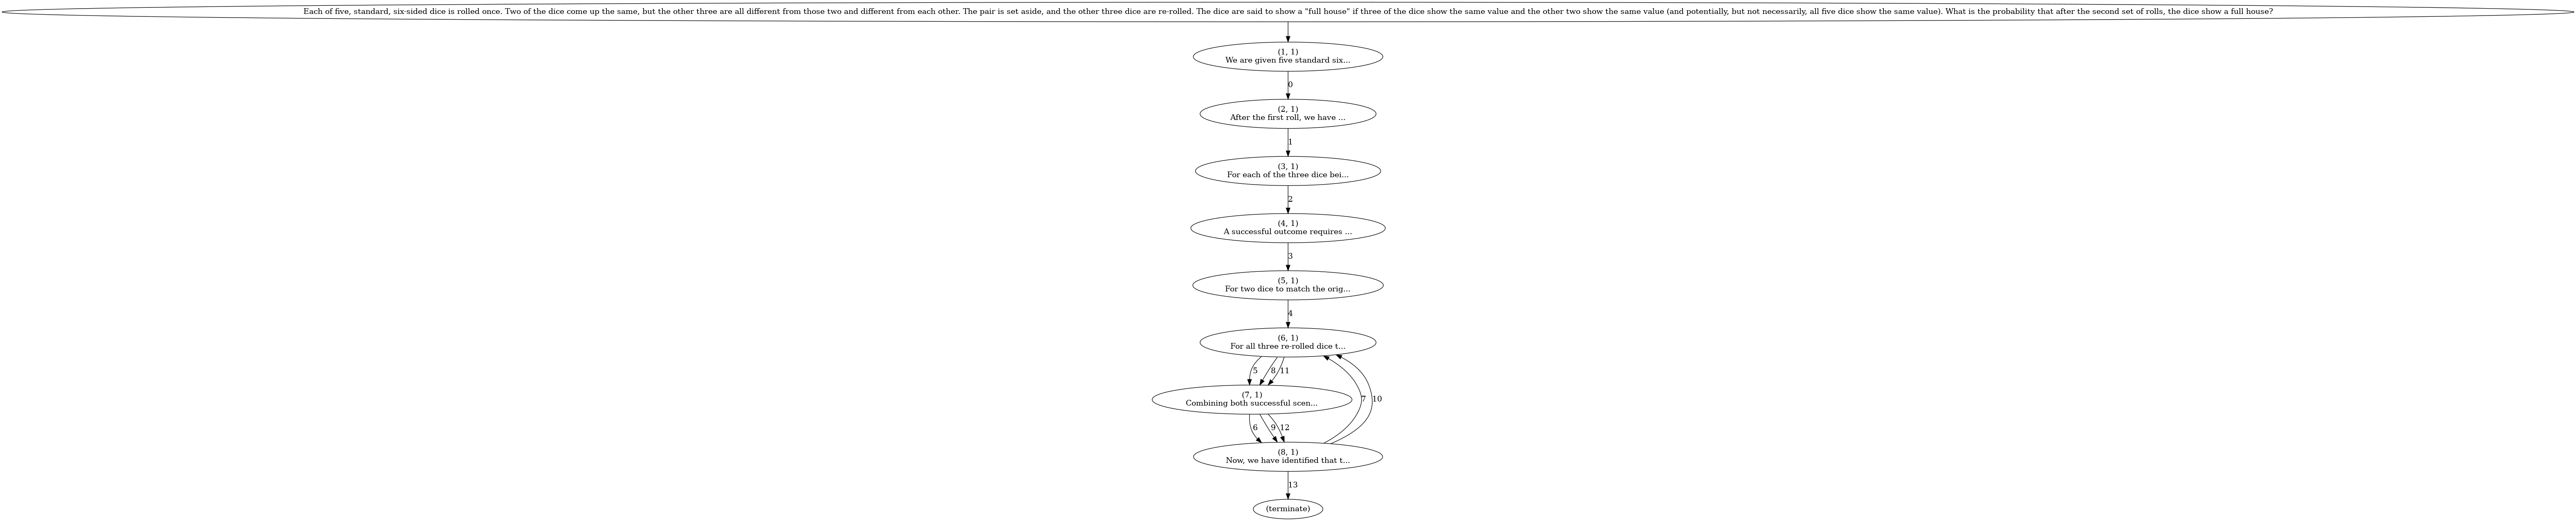 Each of five, standard, six-sided dice is rolled once. Two of the dice come up the same, but the other three are all different from those two and different from each other. The pair is set aside, and the other three dice are re-rolled. The dice are said to show a "full house" if three of the dice show the same value and the other two show the same value (and potentially, but not necessarily, all five dice show the same value). What is the probability that after the second set of rolls, the dice show a full house?
(1, 1)
We are given five standard six...
0
(2, 1)
After the first roll, we have ...
1
(3, 1)
For each of the three dice bei...
2
(4, 1)
A successful outcome requires ...
3
(5, 1)
For two dice to match the orig...
4
(6, 1)
For all three re-rolled dice t...
5 8 11
(7, 1)
Combining both successful scen...
7 10
6 9 12
(8, 1)
Now, we have identified that t...
13
(terminate)